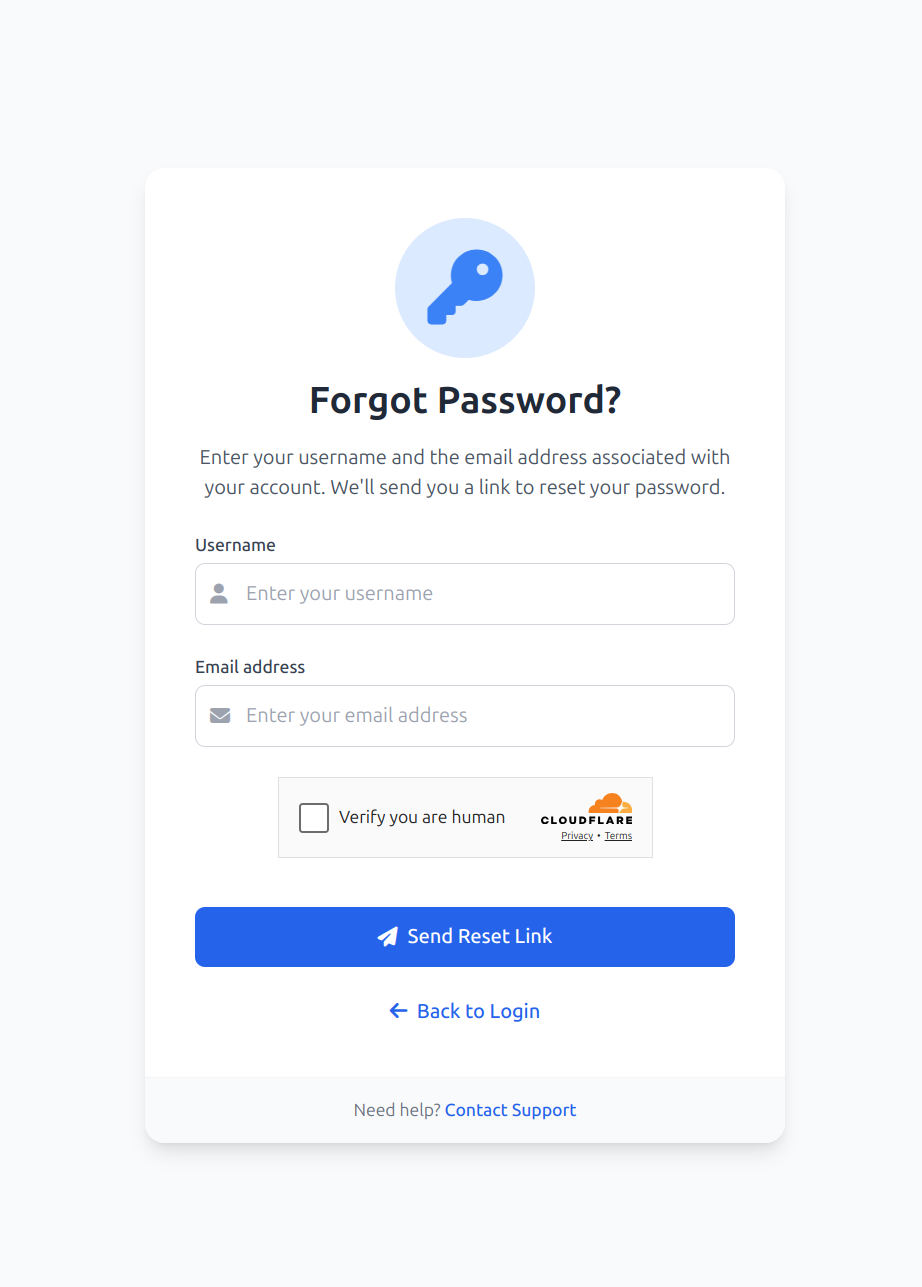 Forgot Password?
Enter your username and the email address associated with
your account. We'll send you a link to reset your password.
Username
Enter your username
Email address
Enter your email address
Verify you are human
CLOUDFLARE
Privacy • Terms
Send Reset Link
Back to Login
Need help? Contact Support